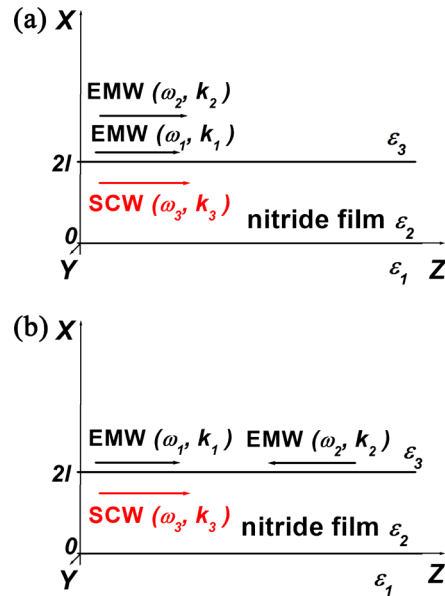 (a)
X
EMW (ω₂, k₂)
EMW (ω₁, k₁)
ε₃
2l
SCW (ω₃, k₃)
nitride film ε₂
0
Y
ε₁
Z
(b)
X
EMW (ω₁, k₁) EMW (ω₂, k₂)
ε₃
2l
SCW (ω₃, k₃)
nitride film ε₂
0
Y
ε₁
Z